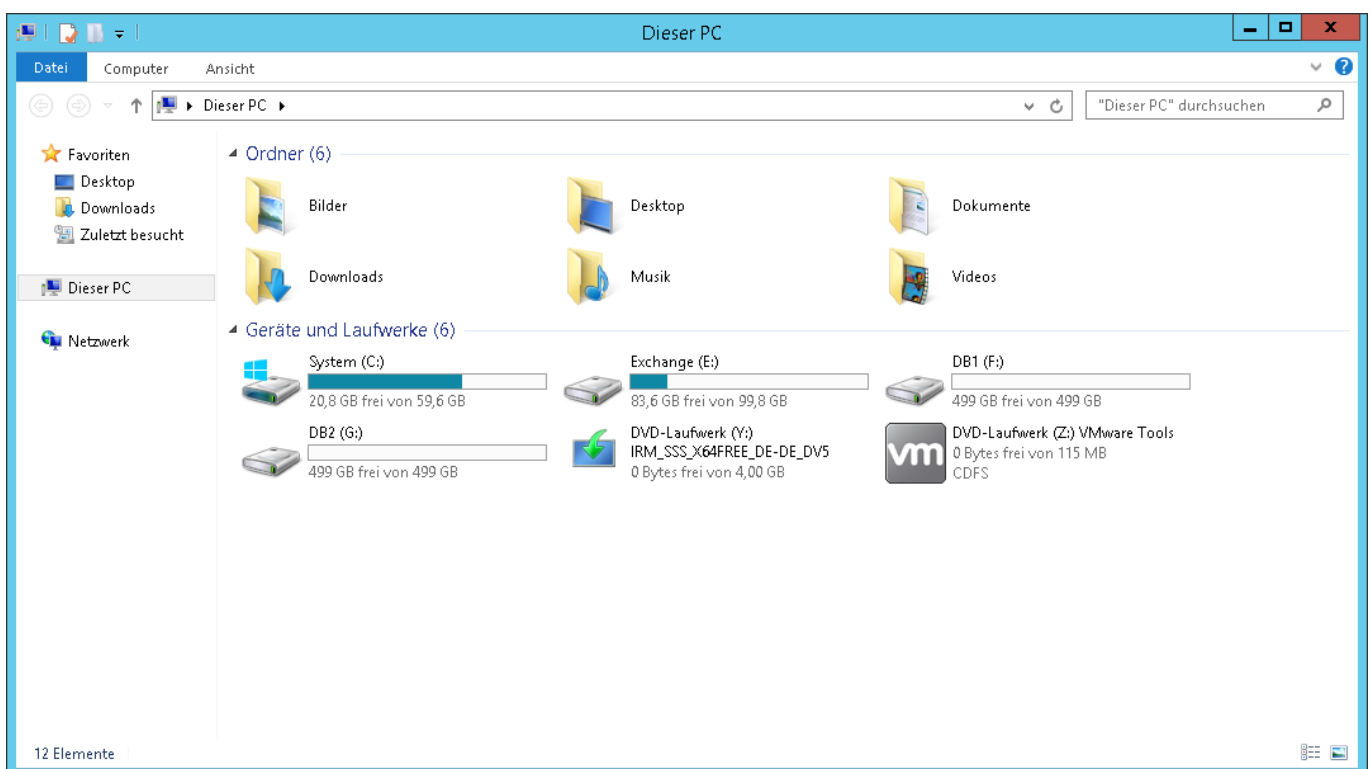 Dieser PC
Datei Computer Ansicht
Dieser PC
"Dieser PC" durchsuchen
Favoriten
Desktop
Downloads
Zuletzt besucht
Dieser PC
Netzwerk
Ordner (6)
Bilder
Desktop
Dokumente
Downloads
Musik
Videos
Geräte und Laufwerke (6)
System (C:)
20,8 GB frei von 59,6 GB
Exchange (E:)
83,6 GB frei von 99,8 GB
DB1 (F:)
499 GB frei von 499 GB
DB2 (G:)
499 GB frei von 499 GB
DVD-Laufwerk (Y:)
IRM_SSS_X64FREE_DE-DE_DV5
0 Bytes frei von 4,00 GB
vm
DVD-Laufwerk (Z:) VMware Tools
0 Bytes frei von 115 MB
CDFS
12 Elemente